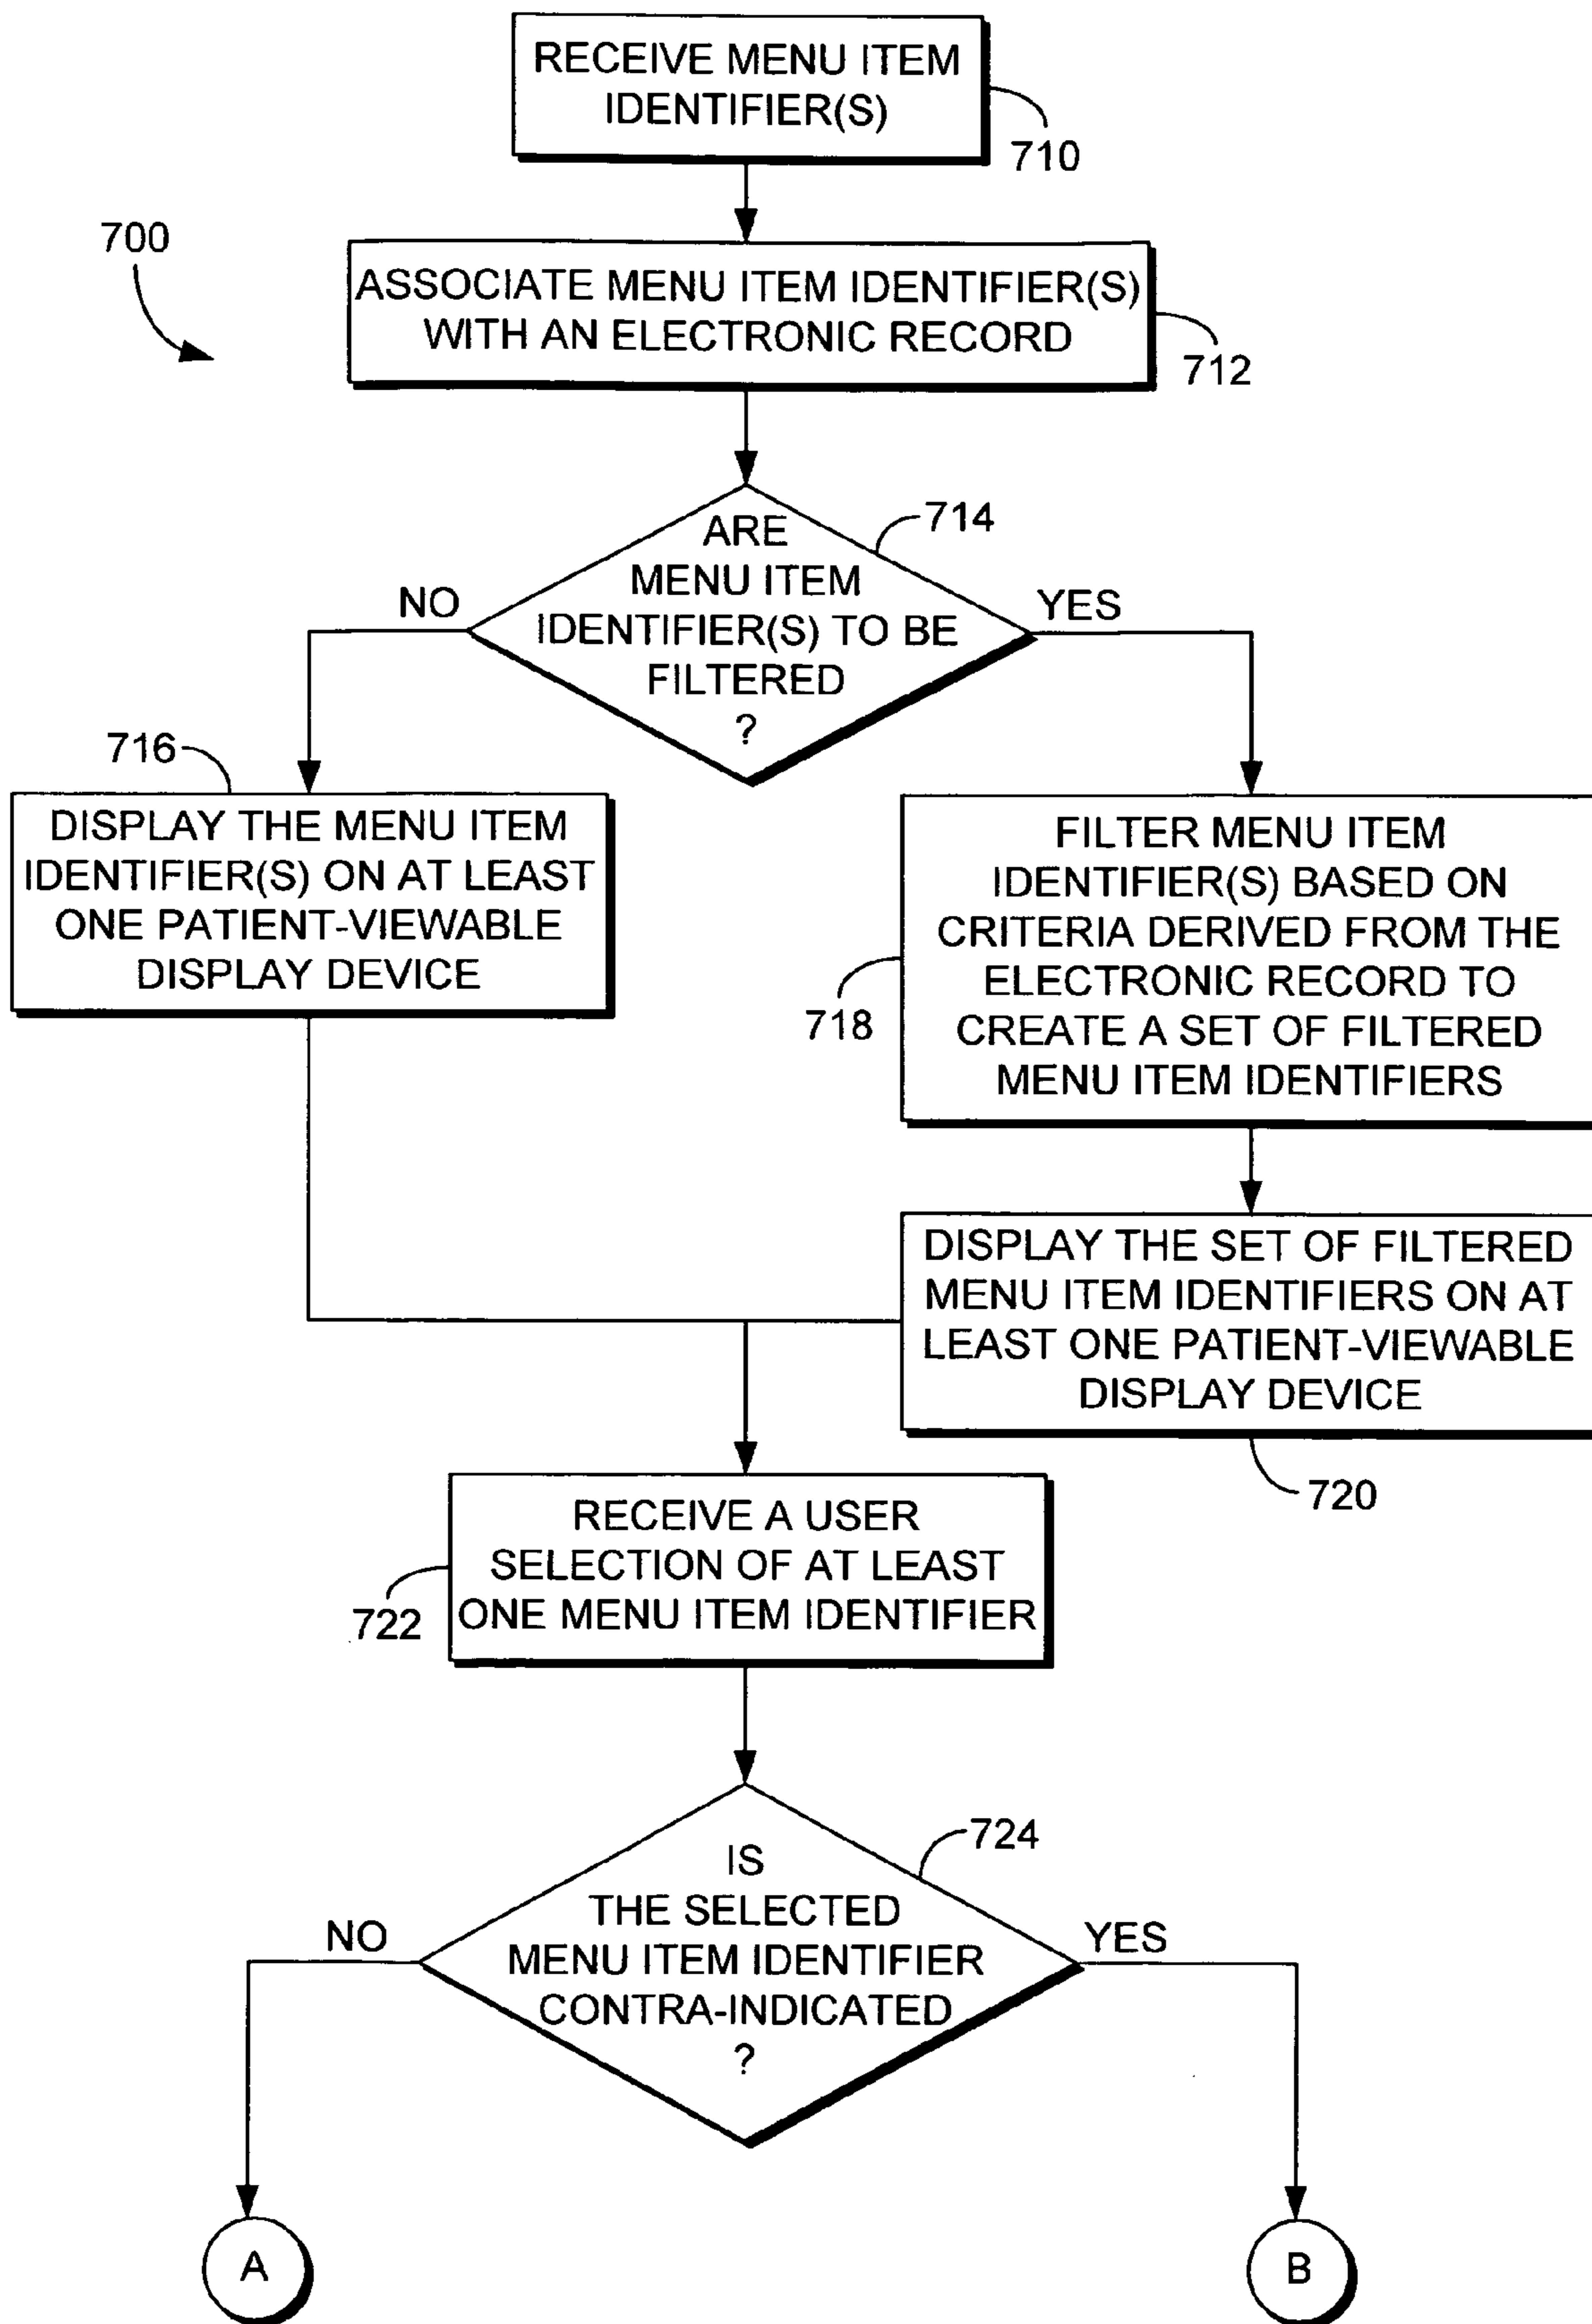 RECEIVE MENU ITEM
IDENTIFIER(S)
710
700
ASSOCIATE MENU ITEM IDENTIFIER(S)
WITH AN ELECTRONIC RECORD
712
714
ARE
MENU ITEM
IDENTIFIER(S) TO BE
FILTERED
?
NO
YES
716
DISPLAY THE MENU ITEM
IDENTIFIER(S) ON AT LEAST
ONE PATIENT-VIEWABLE
DISPLAY DEVICE
FILTER MENU ITEM
IDENTIFIER(S) BASED ON
CRITERIA DERIVED FROM THE
ELECTRONIC RECORD TO
CREATE A SET OF FILTERED
MENU ITEM IDENTIFIERS
718
DISPLAY THE SET OF FILTERED
MENU ITEM IDENTIFIERS ON AT
LEAST ONE PATIENT-VIEWABLE
DISPLAY DEVICE
720
RECEIVE A USER
SELECTION OF AT LEAST
ONE MENU ITEM IDENTIFIER
722
724
IS
THE SELECTED
MENU ITEM IDENTIFIER
CONTRA-INDICATED
?
NO
YES
A
B